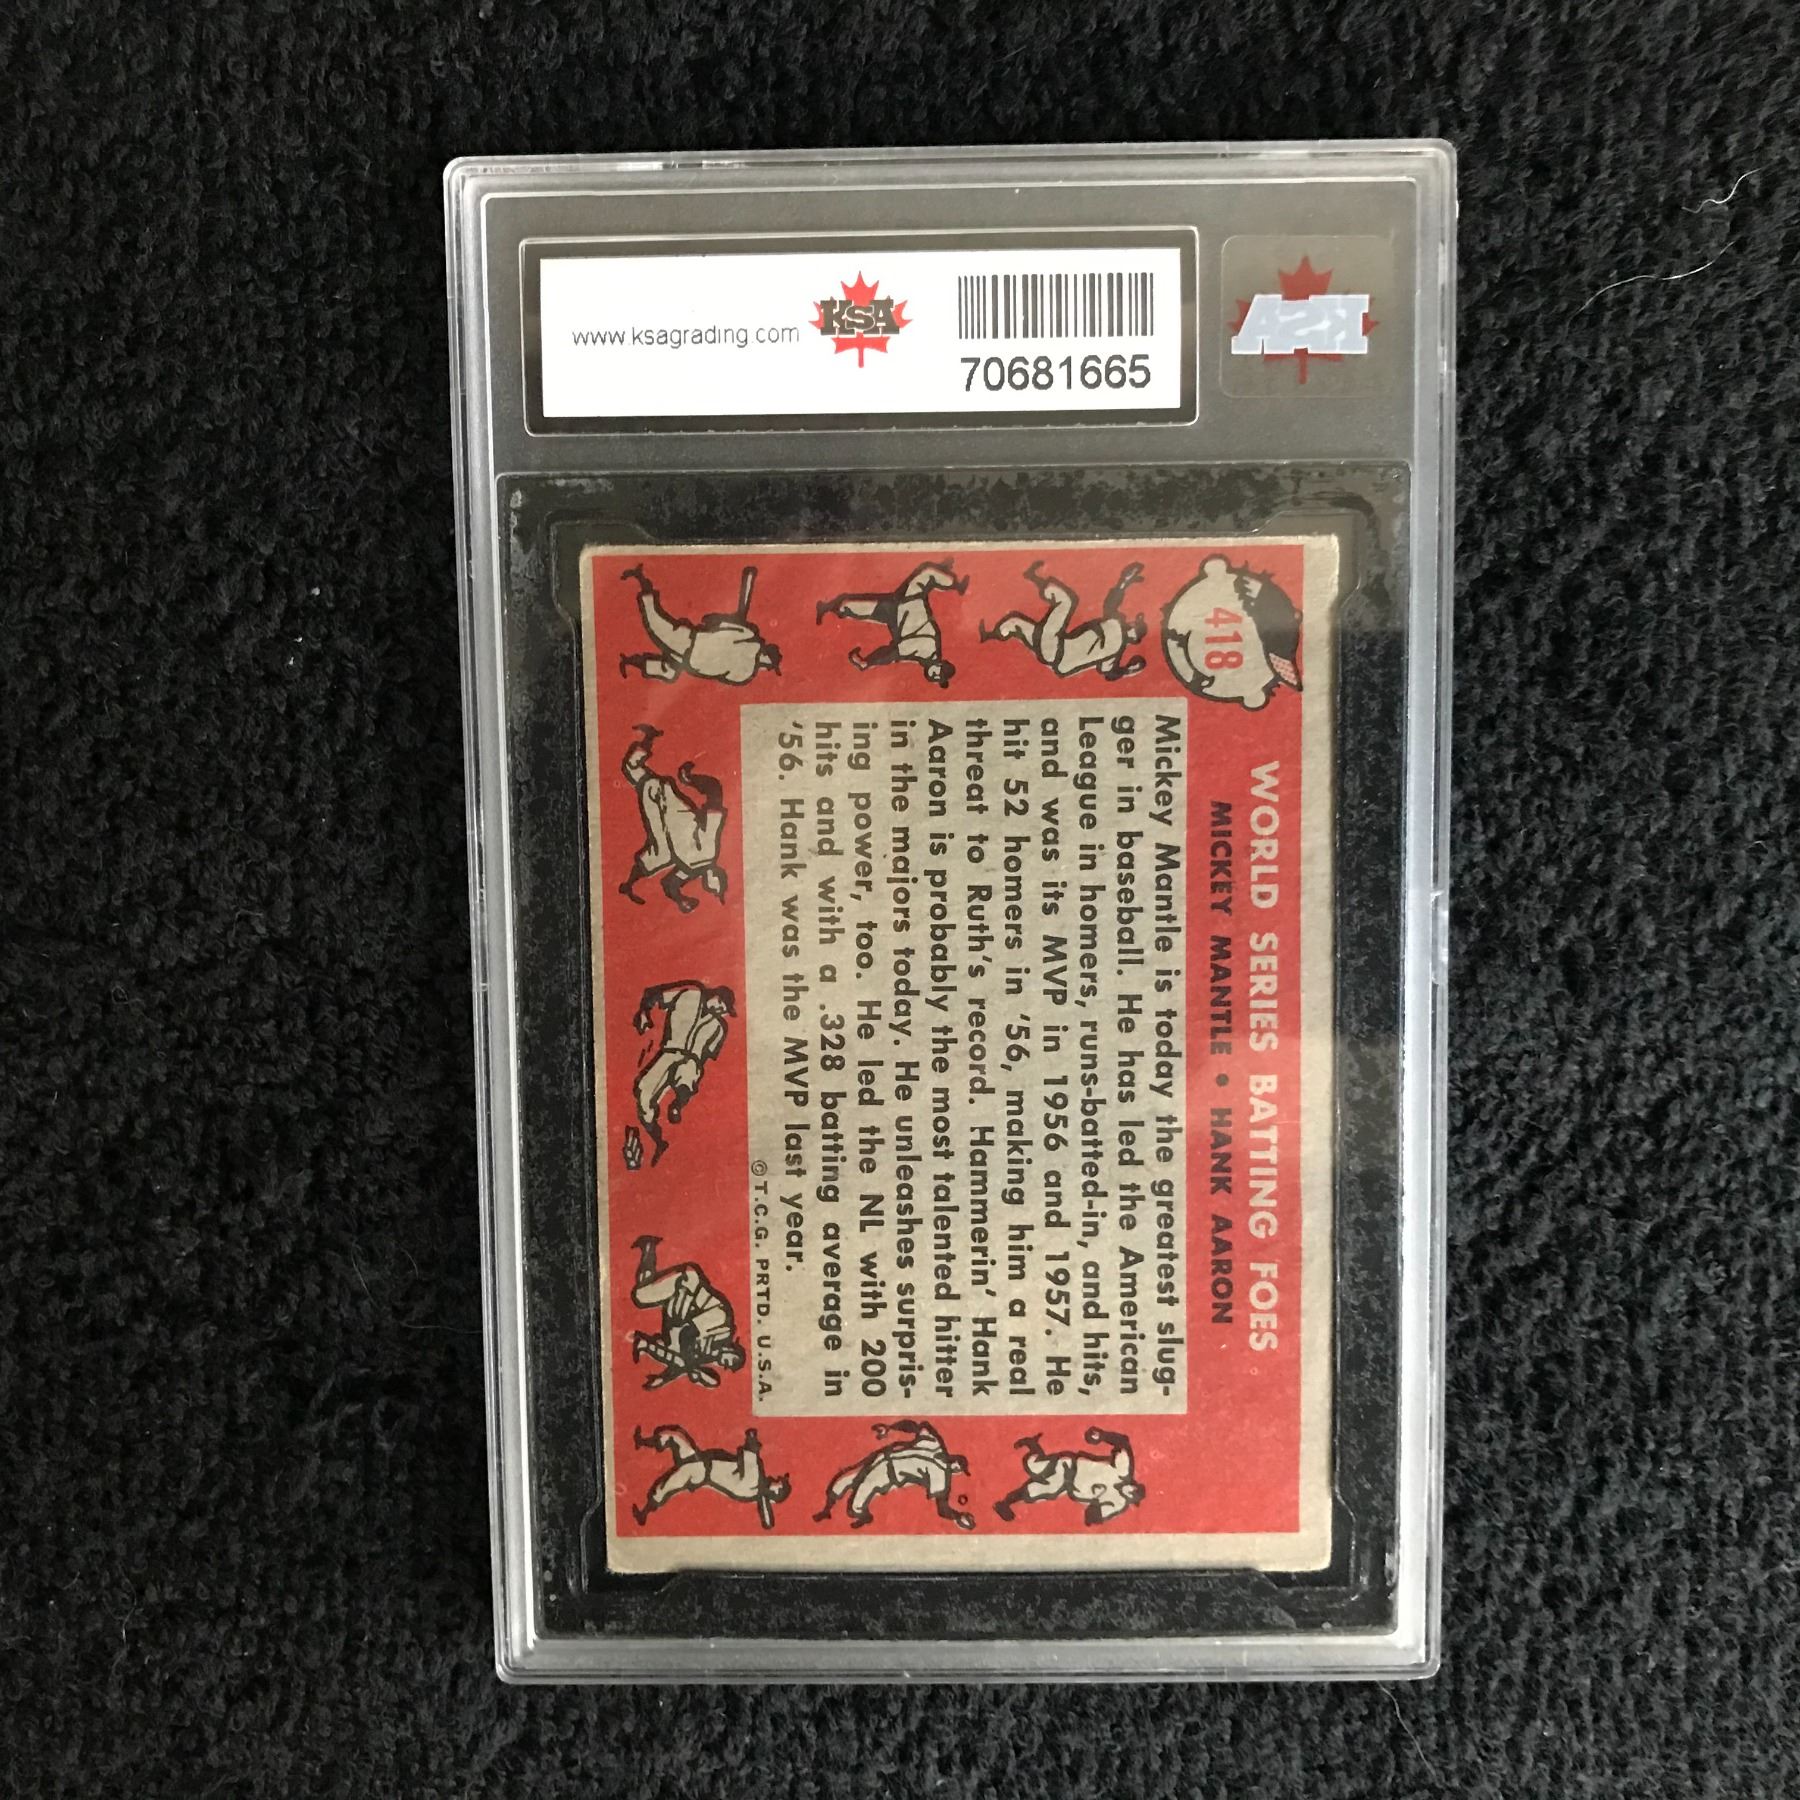 www.ksagrading.com
KSA
70681665
KSA
418
WORLD SERIES BATTING FOES
MICKEY MANTLE • HANK AARON
Mickey Mantle is today the greatest slug-
ger in baseball. He has led the American
League in homers, runs-batted-in, and hits,
and was its MVP in 1956 and 1957. He
hit 52 homers in '56, making him a real
threat to Ruth's record. Hammerin' Hank
Aaron is probably the most talented hitter
in the majors today. He unleashes surpris-
ing power, too. He led the NL with 200
hits and with a .328 batting average in
'56. Hank was the MVP last year.
©T.C.G. PRTD. U.S.A.